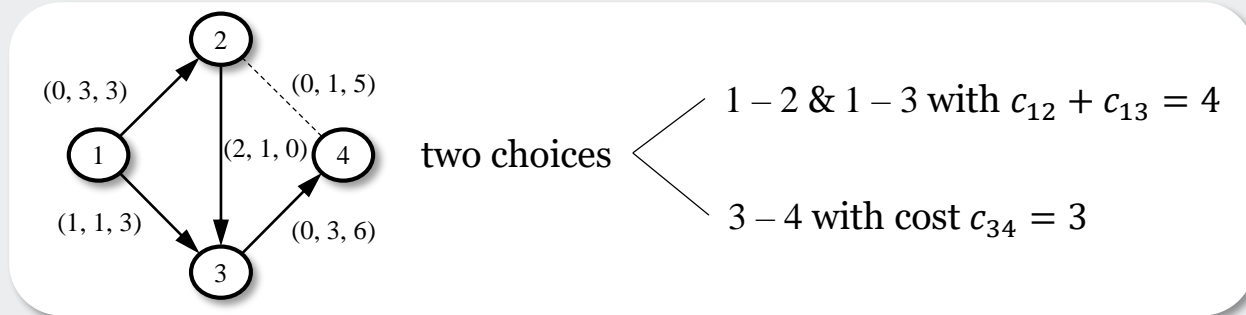 2
(0, 3, 3)
(0, 1, 5)
1 – 2 & 1 – 3 with c₁₂ + c₁₃ = 4
1
(2, 1, 0)
4
two choices
(1, 1, 3)
(0, 3, 6)
3 – 4 with cost c₃₄ = 3
3